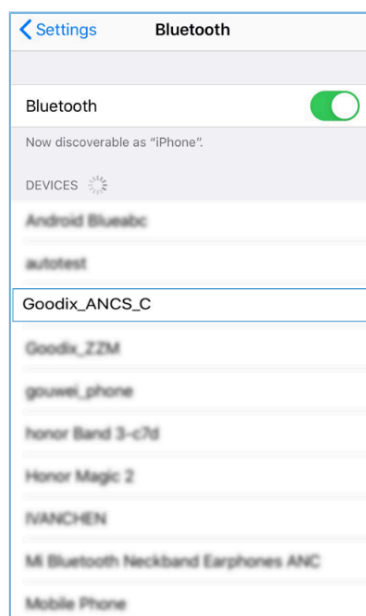 Settings
Bluetooth
Bluetooth
Now discoverable as “iPhone”.
DEVICES
Android Blueabc
autotest
Goodix_ANCS_C
Goodix_ZZM
gouwei_phone
honor Band 3-c7d
Honor Magic 2
IVANCHEN
Mi Bluetooth Neckband Earphones ANC
Mobile Phone